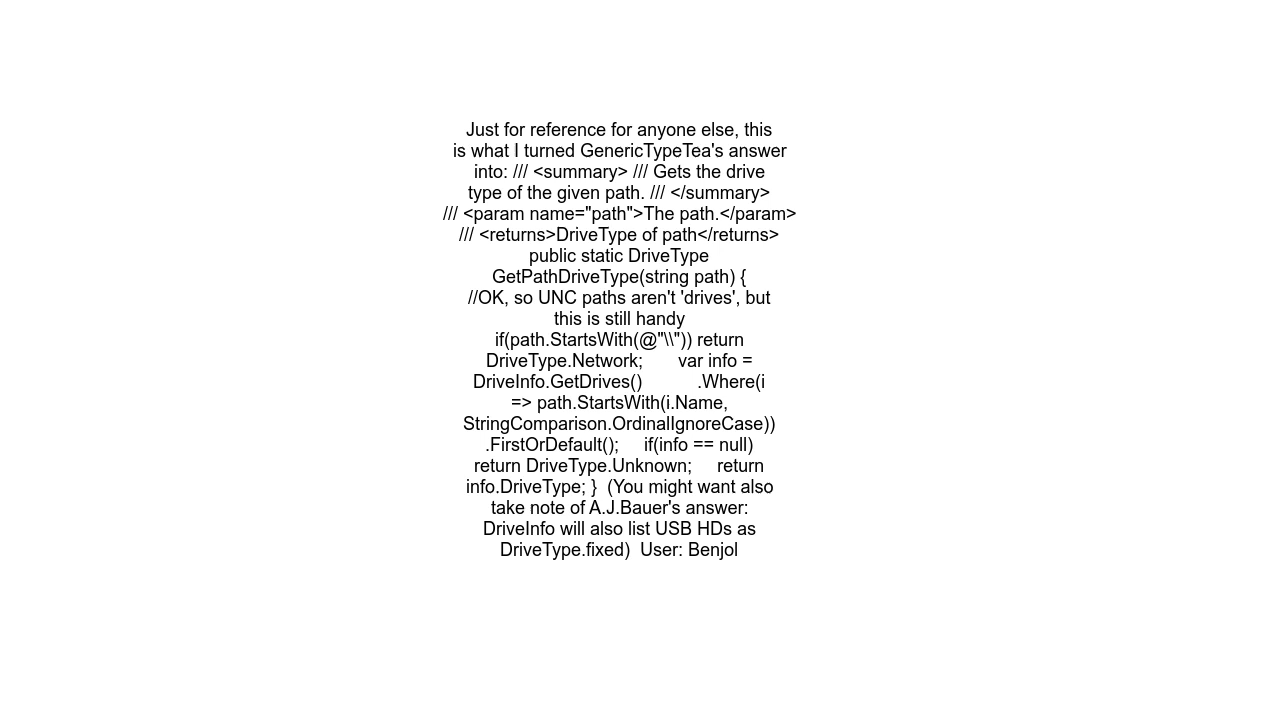 Just for reference for anyone else, this
is what I turned GenericTypeTea's answer
into: /// <summary> /// Gets the drive
type of the given path. /// </summary>
/// <param name="path">The path.</param>
/// <returns>DriveType of path</returns>
public static DriveType
GetPathDriveType(string path) {
//OK, so UNC paths aren't 'drives', but
this is still handy
if(path.StartsWith(@"\\")) return
DriveType.Network;       var info =
DriveInfo.GetDrives()           .Where(i
=> path.StartsWith(i.Name,
StringComparison.OrdinalIgnoreCase))
.FirstOrDefault();     if(info == null)
return DriveType.Unknown;     return
info.DriveType; }  (You might want also
take note of A.J.Bauer's answer:
DriveInfo will also list USB HDs as
DriveType.fixed)  User: Benjol